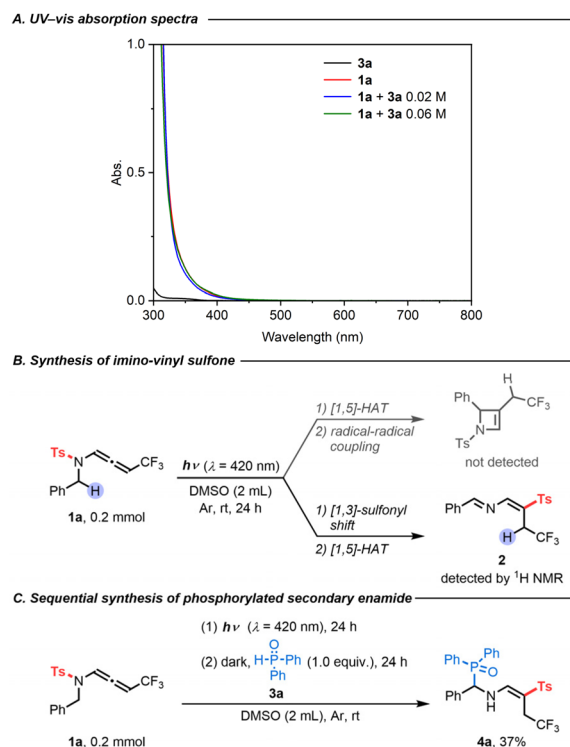 A. UV–vis absorption spectra
1.0
0.5
0.0
Abs.
300 400 500 600 700 800
Wavelength (nm)
3a
1a
1a + 3a 0.02 M
1a + 3a 0.06 M
B. Synthesis of imino-vinyl sulfone
Ts
N
CF3
Ph
H
1a, 0.2 mmol
hν (λ = 420 nm)
DMSO (2 mL)
Ar, rt, 24 h
1) [1,5]-HAT
2) radical-radical
coupling
H
Ph
CF3
N
Ts
not detected
1) [1,3]-sulfonyl
shift
2) [1,5]-HAT
Ph
N
Ts
H
CF3
2
detected by 1H NMR
C. Sequential synthesis of phosphorylated secondary enamide
Ts
N
CF3
Ph
1a, 0.2 mmol
(1) hν (λ = 420 nm), 24 h
O
(2) dark, H P Ph (1.0 equiv.), 24 h
Ph
3a
DMSO (2 mL), Ar, rt
Ph
Ph P O
Ts
Ph
N
H
CF3
4a, 37%